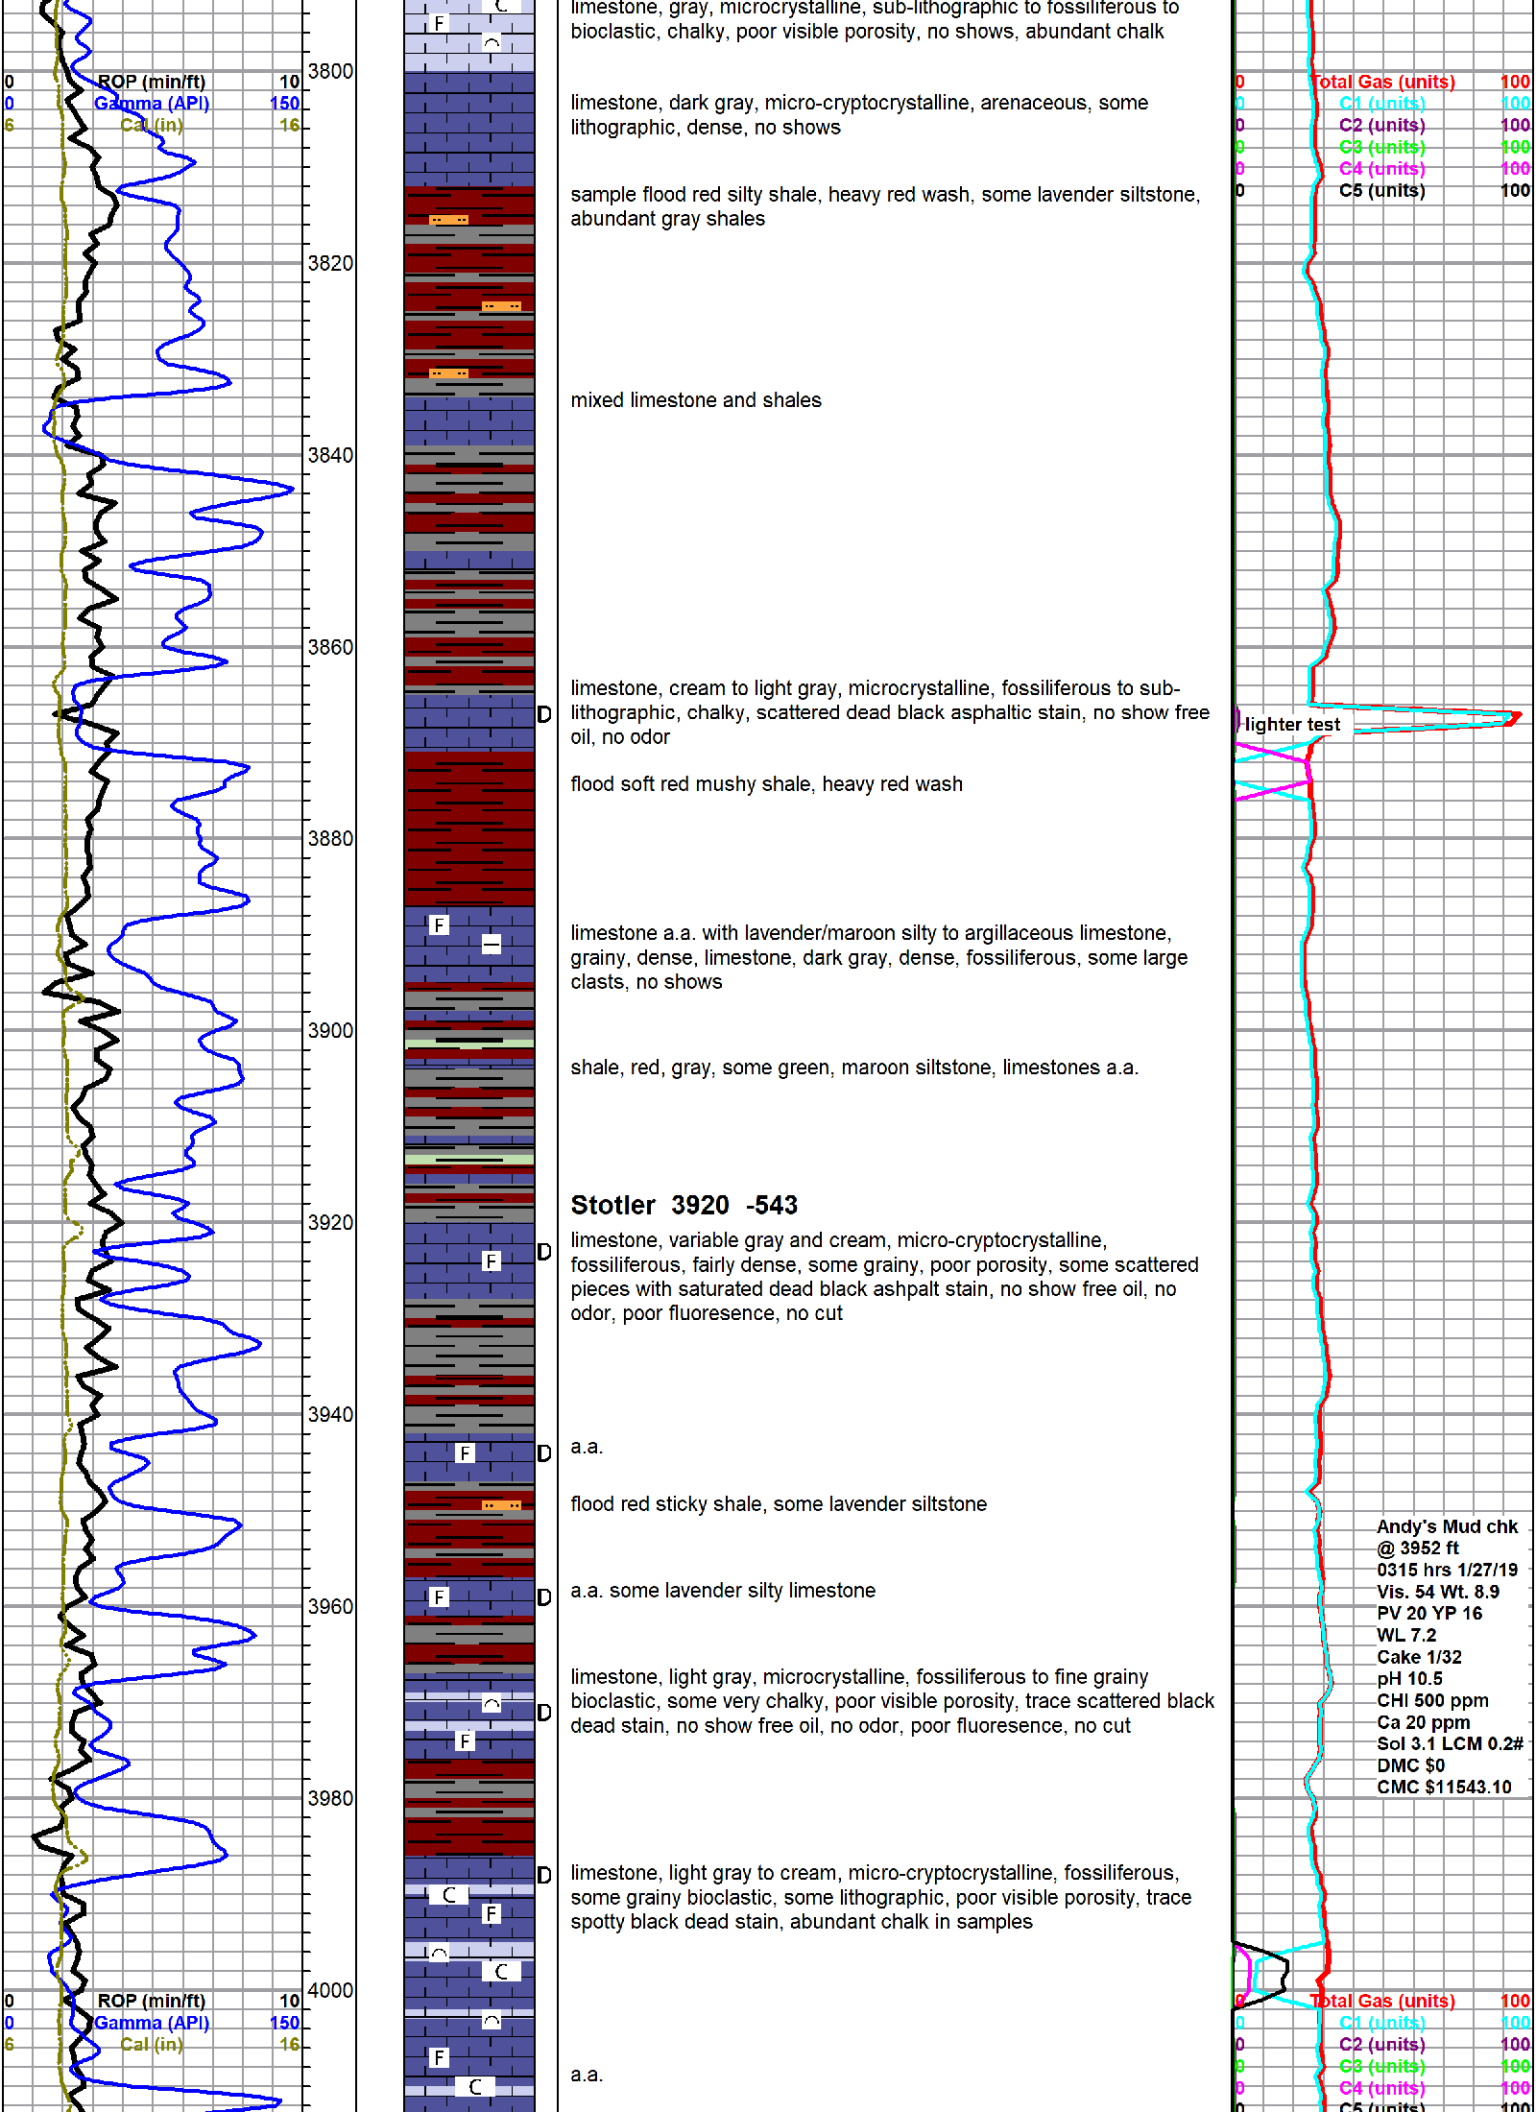 limestone, gray, microcrystalline, sub-lithographic to fossiliferous to
bioclastic, chalky, poor visible porosity, no shows, abundant chalk
C
F
3800
0 ROP (min/ft) 10
0 Gamma (API) 150
6 Cal (in) 16
0 Total Gas (units) 100
0 C1 (units) 100
0 C2 (units) 100
0 C3 (units) 100
0 C4 (units) 100
0 C5 (units) 100
limestone, dark gray, micro-cryptocrystalline, arenaceous, some
lithographic, dense, no shows
sample flood red silty shale, heavy red wash, some lavender siltstone,
abundant gray shales
3820
mixed limestone and shales
3840
3860
limestone, cream to light gray, microcrystalline, fossiliferous to sub-
lithographic, chalky, scattered dead black asphaltic stain, no show free
oil, no odor
D
lighter test
flood soft red mushy shale, heavy red wash
3880
F
limestone a.a. with lavender/maroon silty to argillaceous limestone,
grainy, dense, limestone, dark gray, dense, fossiliferous, some large
clasts, no shows
3900
shale, red, gray, some green, maroon siltstone, limestones a.a.
Stotler 3920 -543
3920
limestone, variable gray and cream, micro-cryptocrystalline,
fossiliferous, fairly dense, some grainy, poor porosity, some scattered
pieces with saturated dead black ashpalt stain, no show free oil, no
odor, poor fluoresence, no cut
D
F
3940
F
D
a.a.
flood red sticky shale, some lavender siltstone
Andy's Mud chk
@ 3952 ft
0315 hrs 1/27/19
Vis. 54 Wt. 8.9
PV 20 YP 16
WL 7.2
Cake 1/32
pH 10.5
CHI 500 ppm
Ca 20 ppm
Sol 3.1 LCM 0.2#
DMC $0
CMC $11543.10
F
D
a.a. some lavender silty limestone
3960
limestone, light gray, microcrystalline, fossiliferous to fine grainy
bioclastic, some very chalky, poor visible porosity, trace scattered black
dead stain, no show free oil, no odor, poor fluoresence, no cut
D
F
3980
D
limestone, light gray to cream, micro-cryptocrystalline, fossiliferous,
some grainy bioclastic, some lithographic, poor visible porosity, trace
spotty black dead stain, abundant chalk in samples
C
F
C
4000
0 ROP (min/ft) 10
0 Gamma (API) 150
6 Cal (in) 16
0 Total Gas (units) 100
0 C1 (units) 100
0 C2 (units) 100
0 C3 (units) 100
0 C4 (units) 100
C5 (units) 100
F
a.a.
C